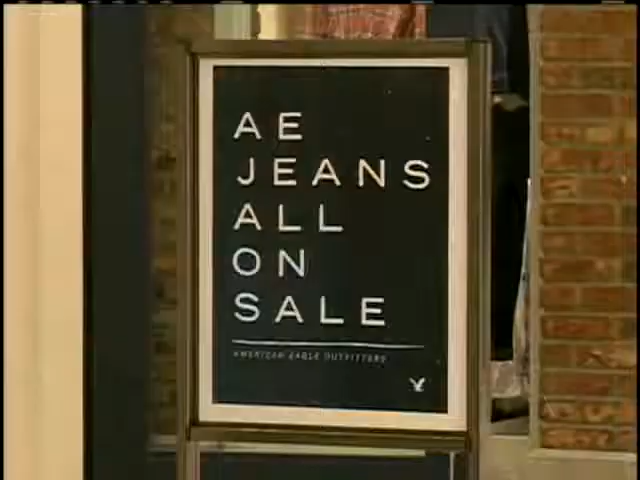 AE
JEANS
ALL
ON
SALE
AMERICAN EAGLE OUTFITTERS